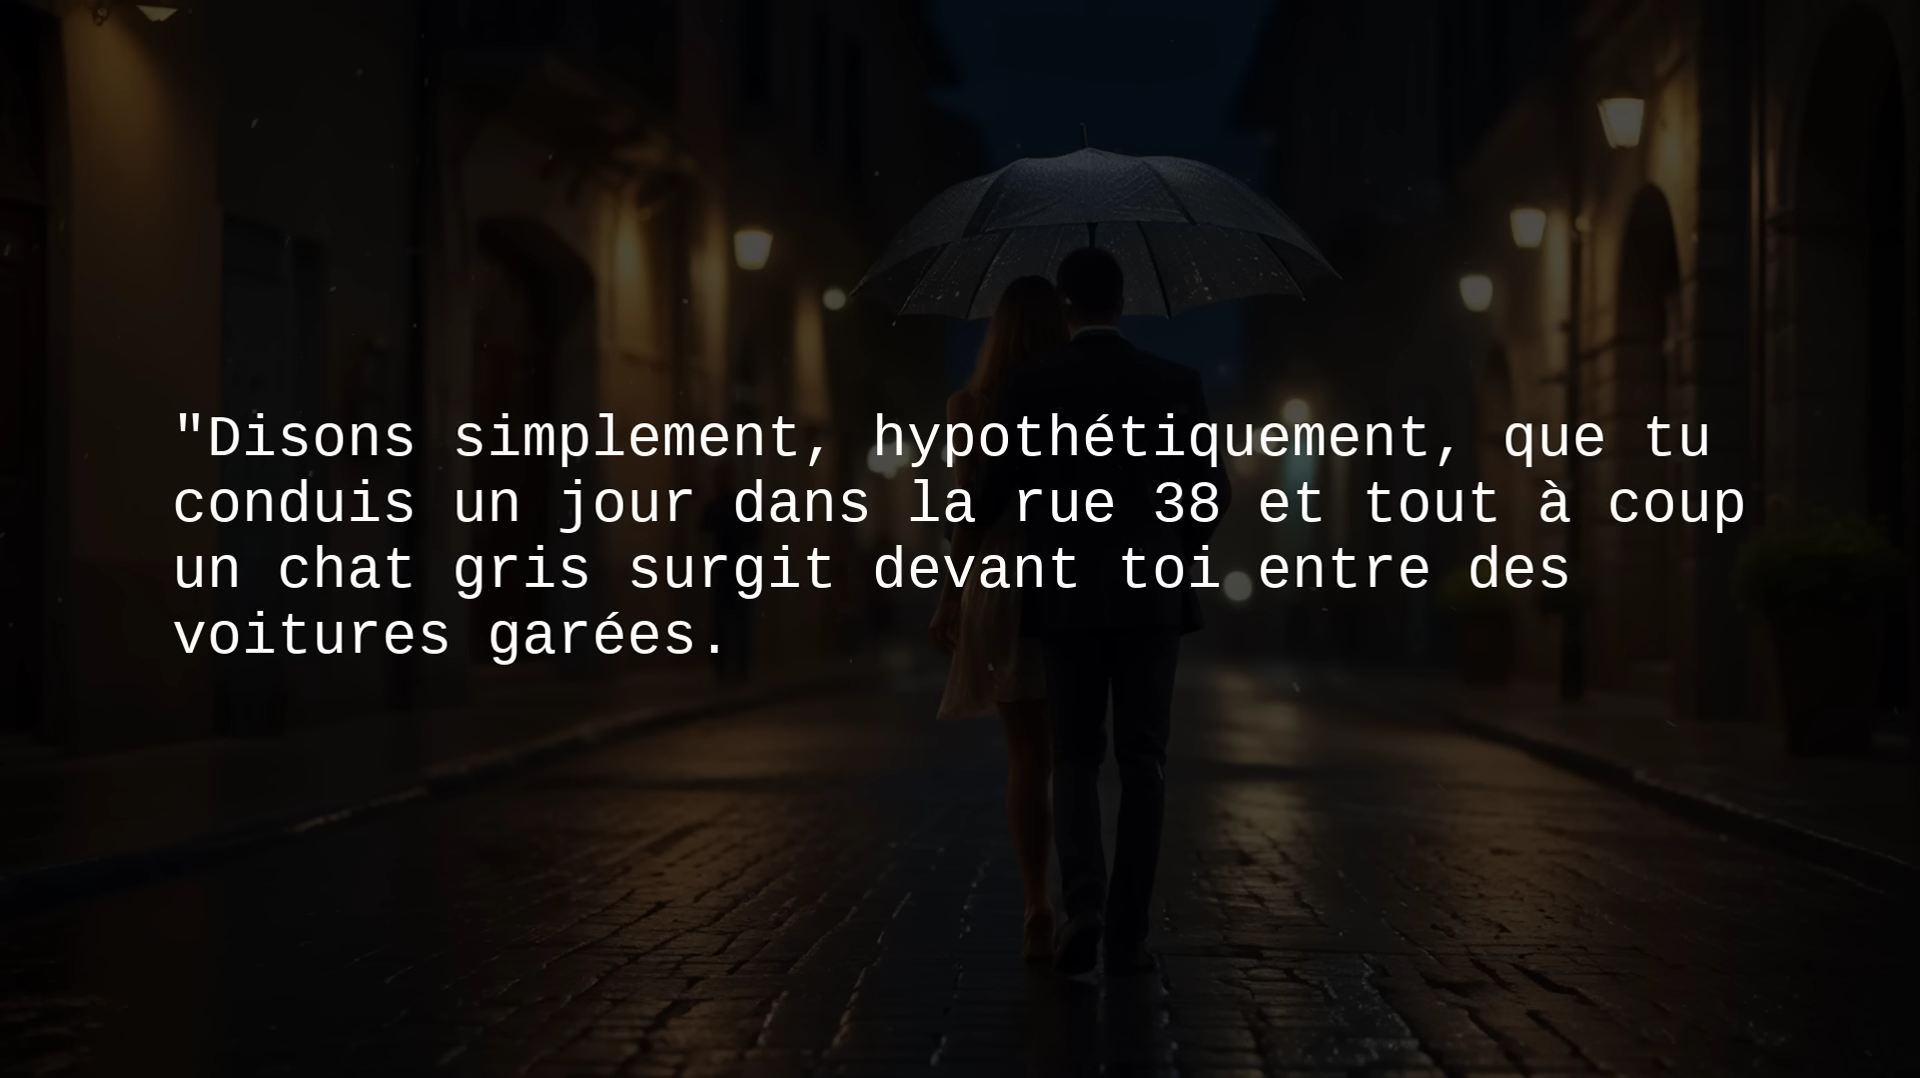 "Disons simplement, hypothétiquement, que tu
conduis un jour dans la rue 38 et tout à coup
un chat gris surgit devant toi entre des
voitures garées.